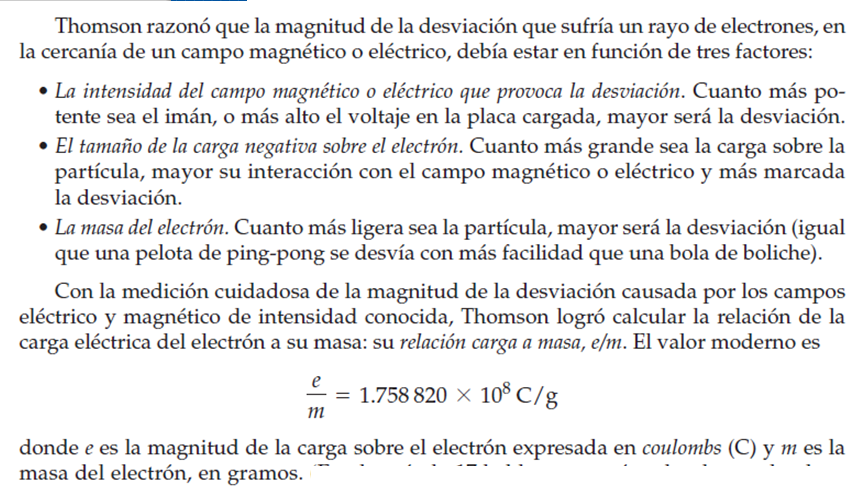 Thomson razonó que la magnitud de la desviación que sufría un rayo de electrones, en
la cercanía de un campo magnético o eléctrico, debía estar en función de tres factores:
• La intensidad del campo magnético o eléctrico que provoca la desviación. Cuanto más po-
tente sea el imán, o más alto el voltaje en la placa cargada, mayor será la desviación.
• El tamaño de la carga negativa sobre el electrón. Cuanto más grande sea la carga sobre la
partícula, mayor su interacción con el campo magnético o eléctrico y más marcada
la desviación.
• La masa del electrón. Cuanto más ligera sea la partícula, mayor será la desviación (igual
que una pelota de ping-pong se desvía con más facilidad que una bola de boliche).
Con la medición cuidadosa de la magnitud de la desviación causada por los campos
eléctrico y magnético de intensidad conocida, Thomson logró calcular la relación de la
carga eléctrica del electrón a su masa: su relación carga a masa, e/m. El valor moderno es
e/m = 1.758 820 × 10⁸ C/g
donde e es la magnitud de la carga sobre el electrón expresada en coulombs (C) y m es la
masa del electrón, en gramos.